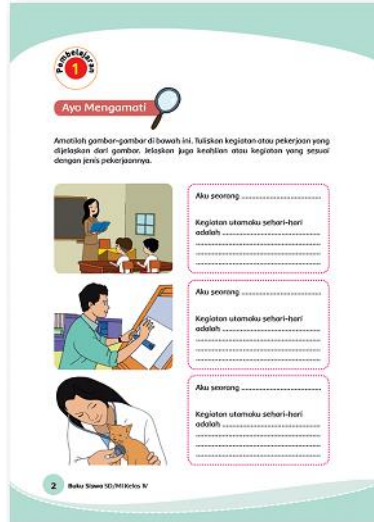 Pembelajaran
1
Ayo Mengamati
Amatilah gambar-gambar di bawah ini. Tuliskan kegiatan atau pekerjaan yang
dijelaskan dari gambar. Jelaskan juga keahlian atau kegiatan yang sesuai
dengan jenis pekerjaannya.
Aku seorang ................................
Kegiatan utamaku sehari-hari
adalah ........................................
Aku seorang ................................
Kegiatan utamaku sehari-hari
adalah ........................................
Aku seorang ................................
Kegiatan utamaku sehari-hari
adalah ........................................
2 Buku Siswa SD/MI Kelas IV